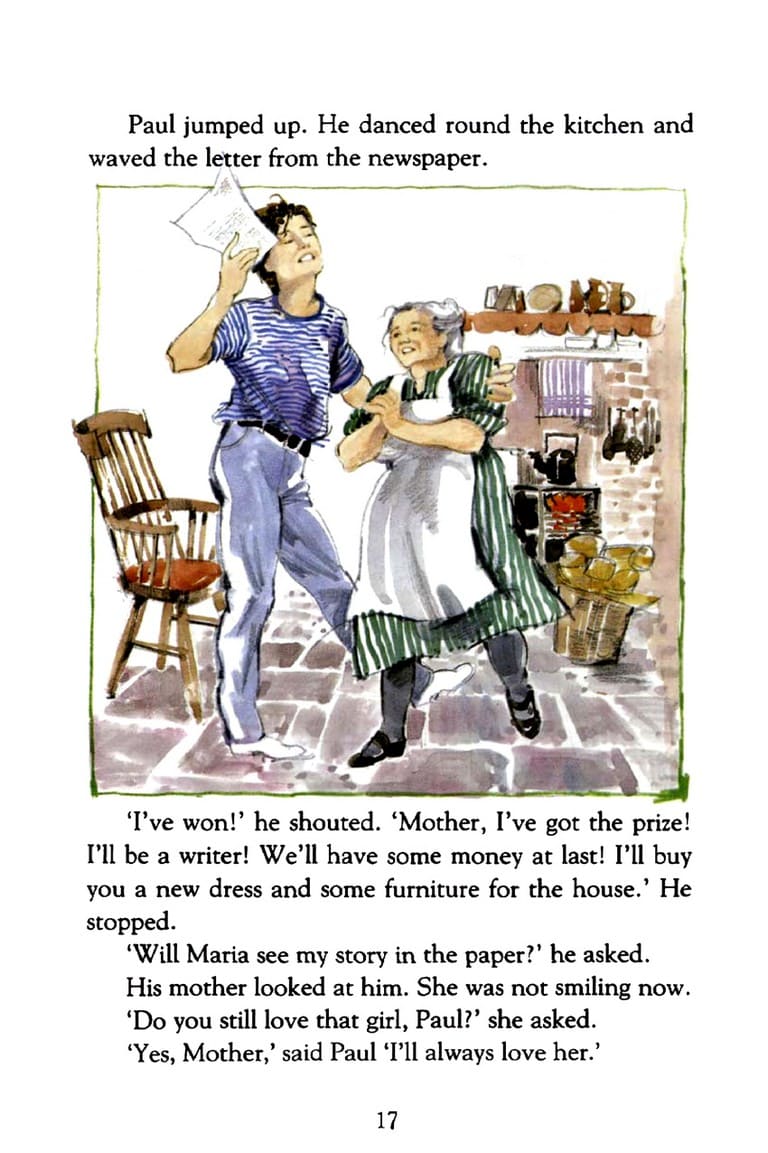 Paul jumped up. He danced round the kitchen and
waved the letter from the newspaper.
‘I’ve won!’ he shouted. ‘Mother, I’ve got the prize!
I’ll be a writer! We’ll have some money at last! I’ll buy
you a new dress and some furniture for the house.’ He
stopped.
‘Will Maria see my story in the paper?’ he asked.
His mother looked at him. She was not smiling now.
‘Do you still love that girl, Paul?’ she asked.
‘Yes, Mother,’ said Paul ‘I’ll always love her.’
17